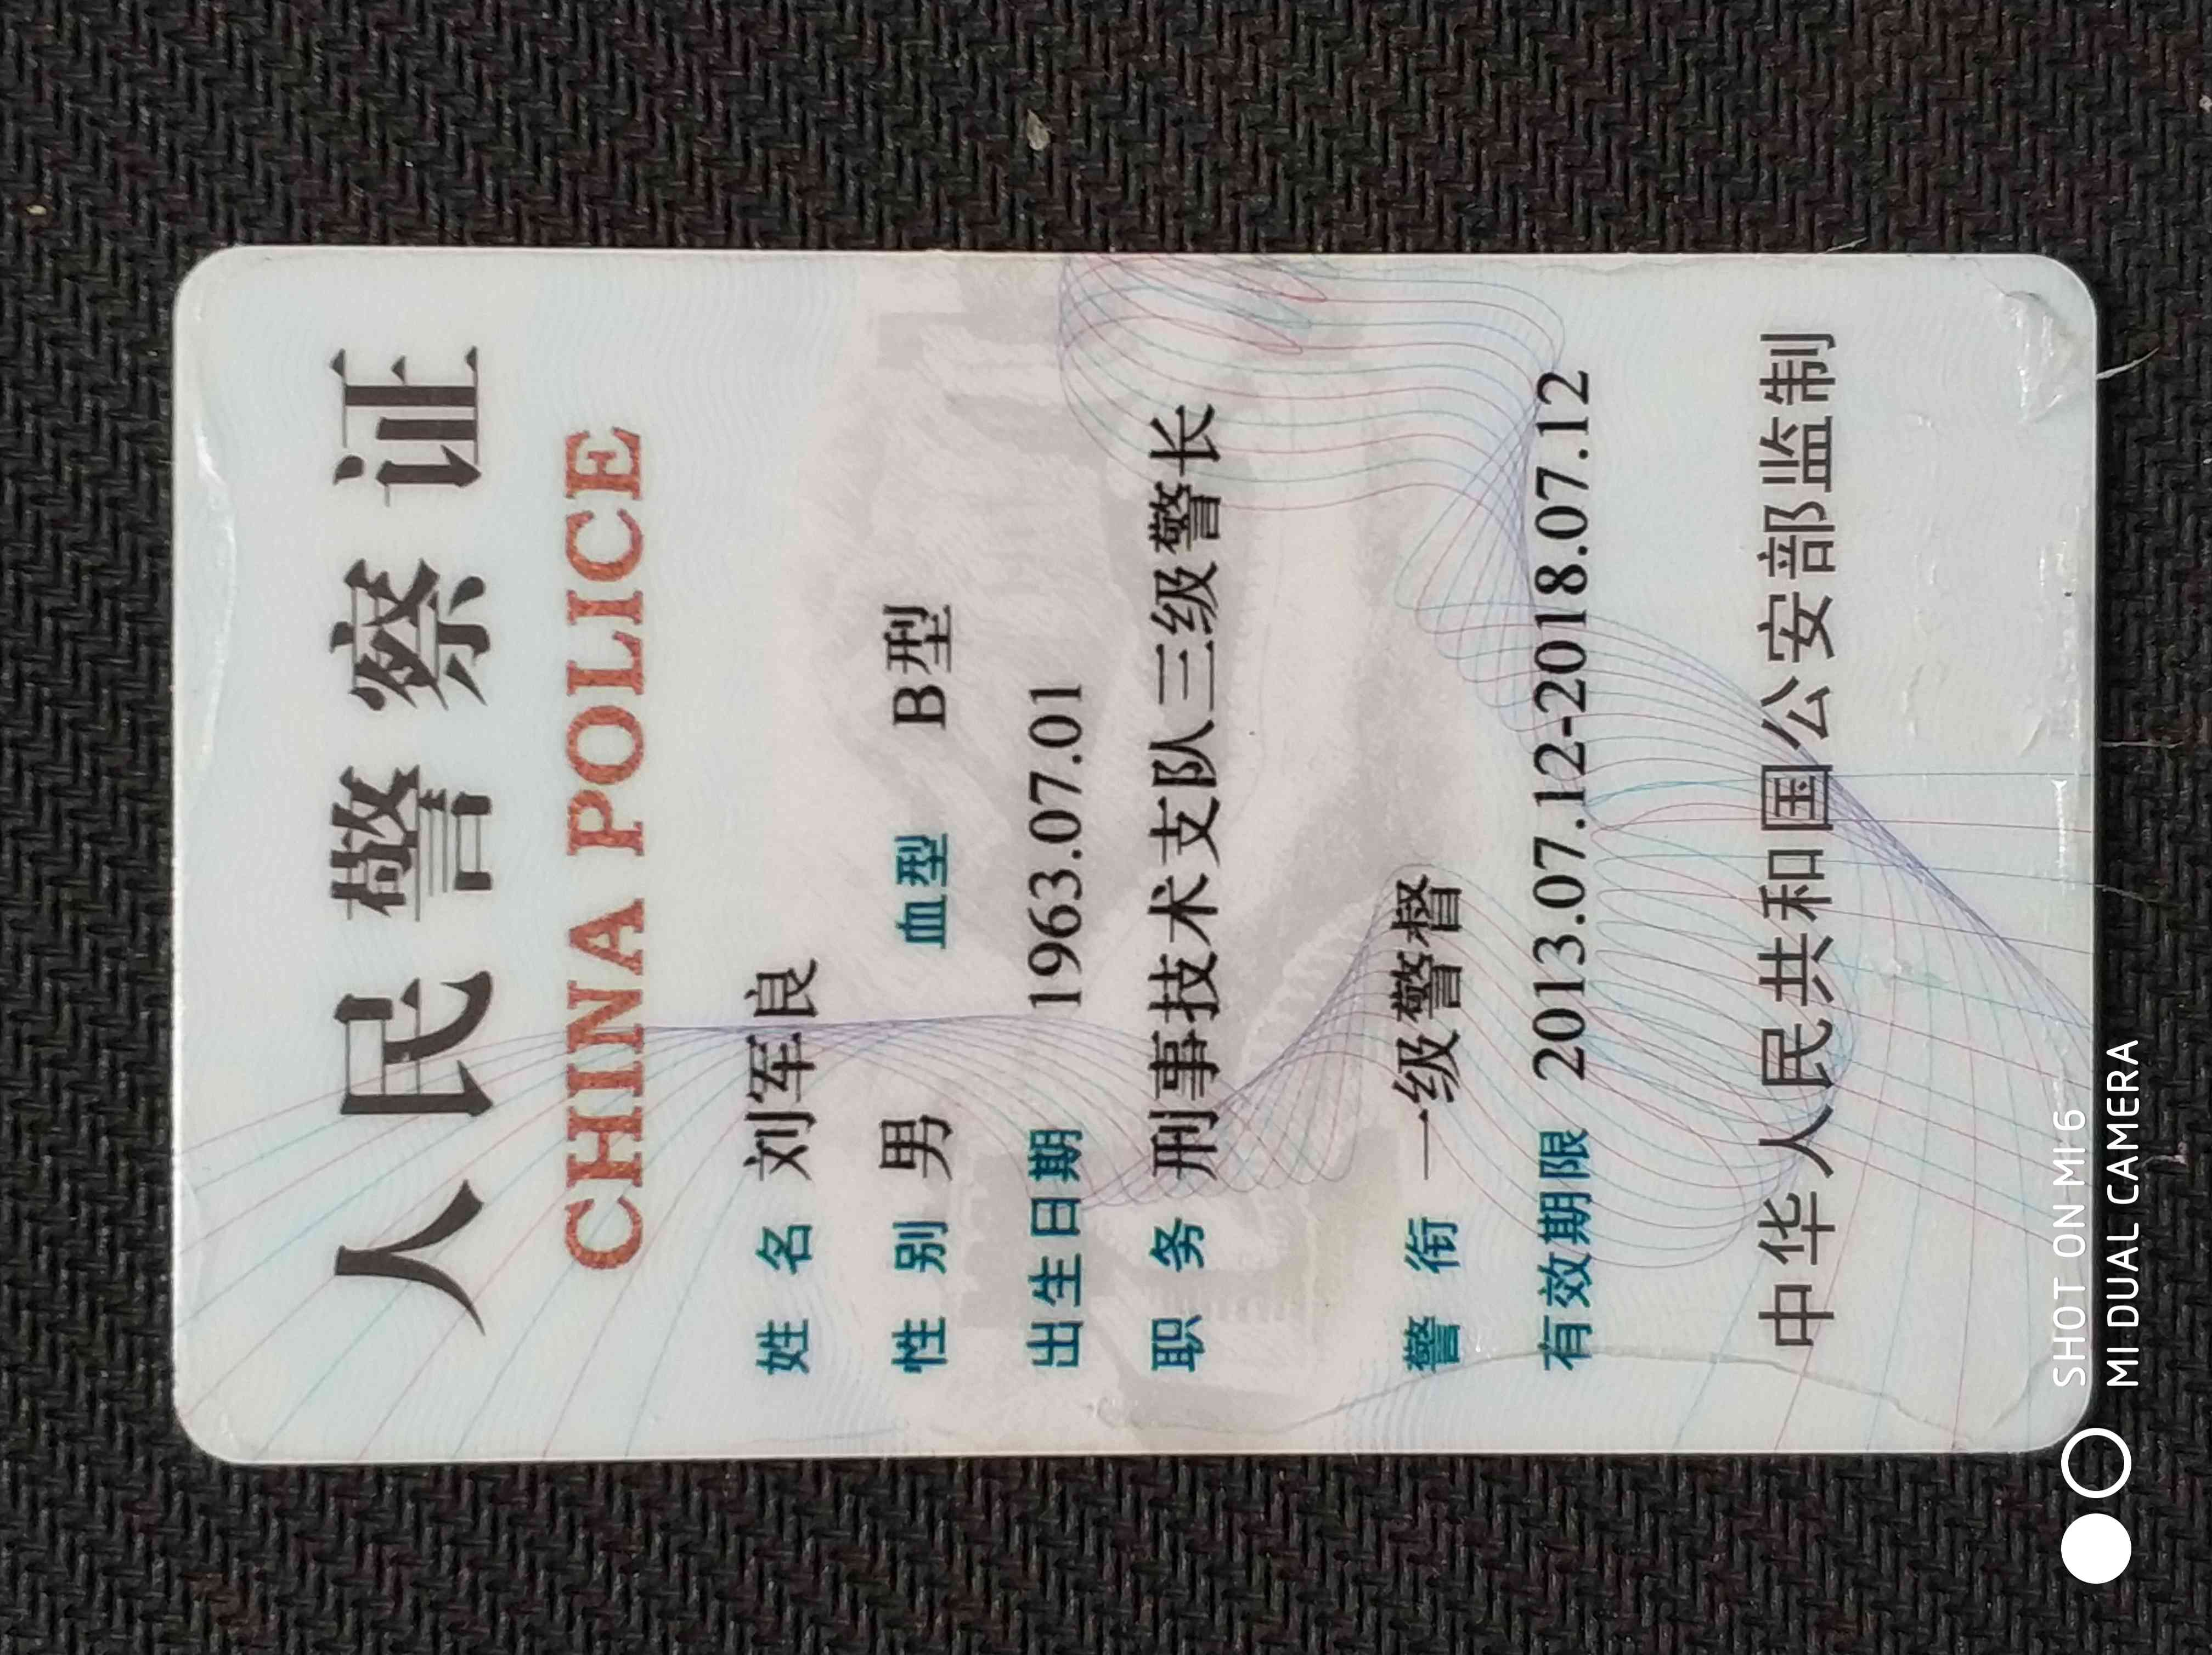 人民警察证
CHINA POLICE
姓 名 刘军良
性 别 男 血型 B型
出生日期 1963.07.01
职 务 刑事技术支队三级警长
警 衔 一级警督
有效期限 2013.07.12-2018.07.12
中华人民共和国公安部监制
SHOT ON MI 6
MI DUAL CAMERA